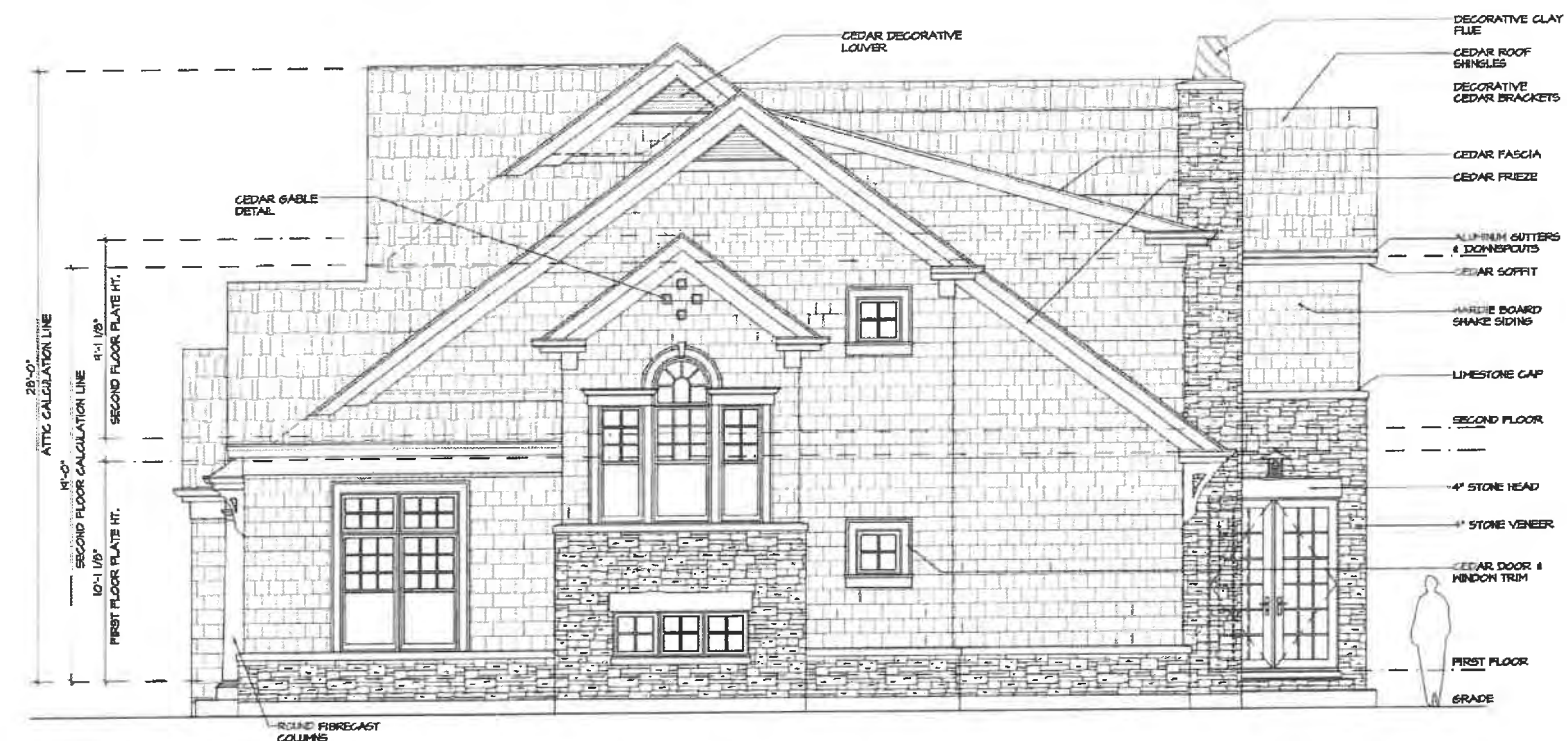 CEDAR DECORATIVE
LOUVER
DECORATIVE CLAY
FLUE
CEDAR ROOF
SHINGLES
DECORATIVE
CEDAR BRACKETS
CEDAR FASCIA
CEDAR FRIEZE
CEDAR GABLE
DETAIL
ALUMINUM GUTTERS
& DOWNSPOUTS
CEDAR SOFFIT
HARDIE BOARD
SHAKE SIDING
LIMESTONE CAP
SECOND FLOOR
4" STONE HEAD
4" STONE VENEER
CEDAR DOOR &
WINDOW TRIM
FIRST FLOOR
GRADE
ROUND FIBRECAST
COLUMNS
28'-0"
ATTIC CALCULATION LINE
19'-0"
SECOND FLOOR CALCULATION LINE
9'-1 1/8"
SECOND FLOOR PLATE HT.
10'-1 1/8"
FIRST FLOOR PLATE HT.